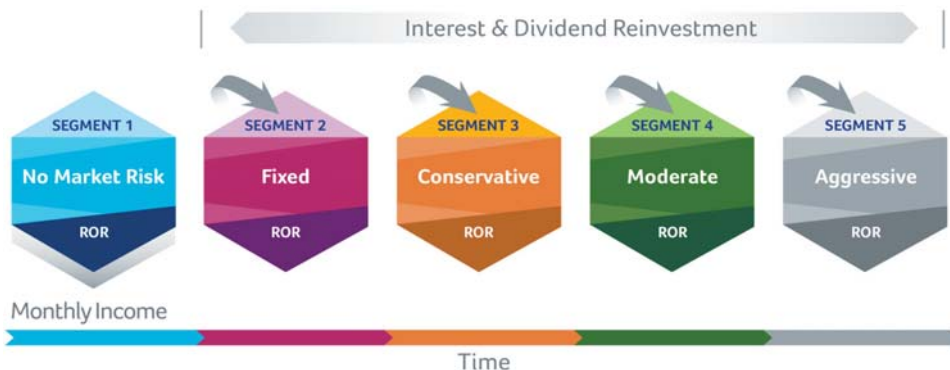 Interest & Dividend Reinvestment
SEGMENT 1
SEGMENT 2
SEGMENT 3
SEGMENT 4
SEGMENT 5
No Market Risk
Fixed
Conservative
Moderate
Aggressive
ROR
ROR
ROR
ROR
ROR
Monthly Income
Time